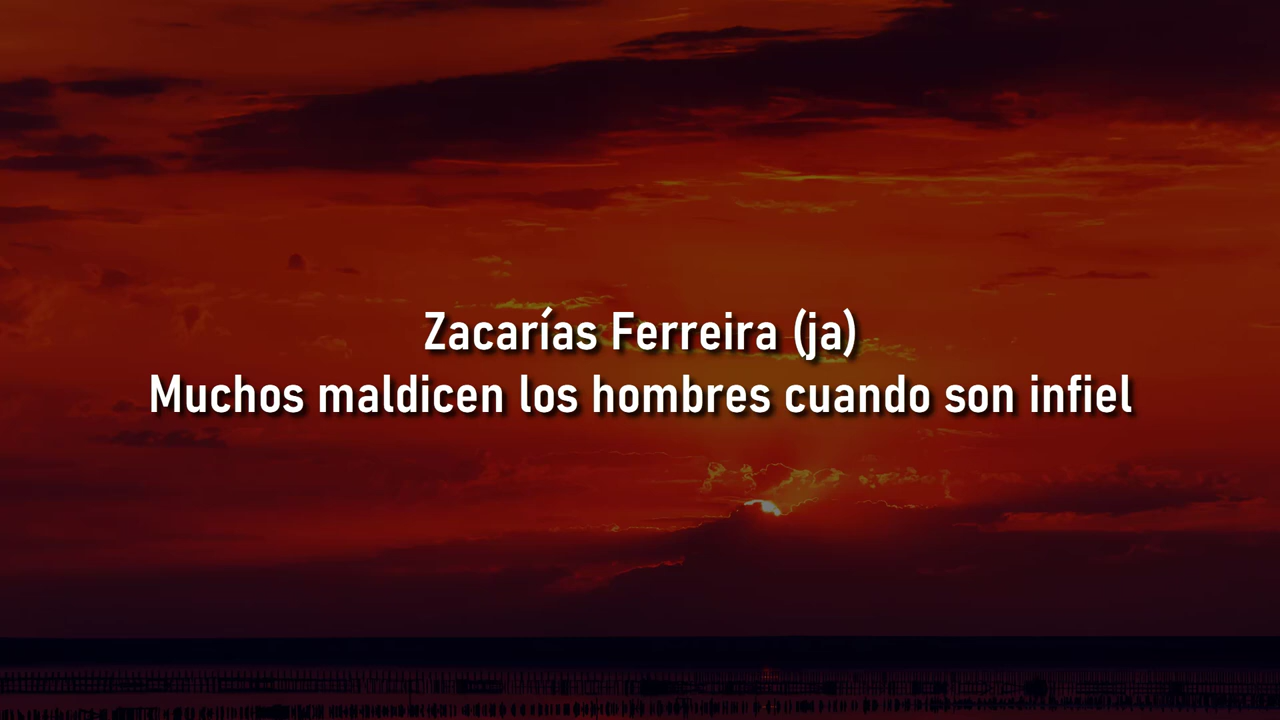 Zacarías Ferreira (ja)
Muchos maldicen los hombres cuando son infiel